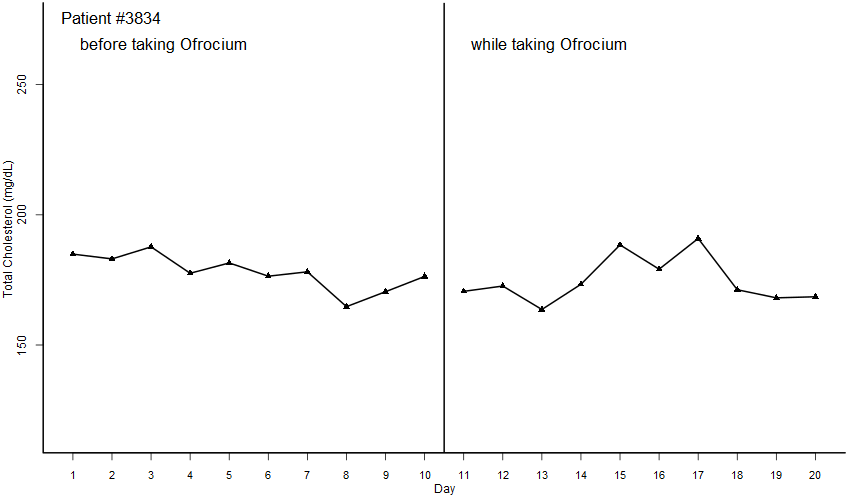 Patient #3834
before taking Ofrocium
while taking Ofrocium
Total Cholesterol (mg/dL)
250
200
150
1 2 3 4 5 6 7 8 9 10 11 12 13 14 15 16 17 18 19 20
Day